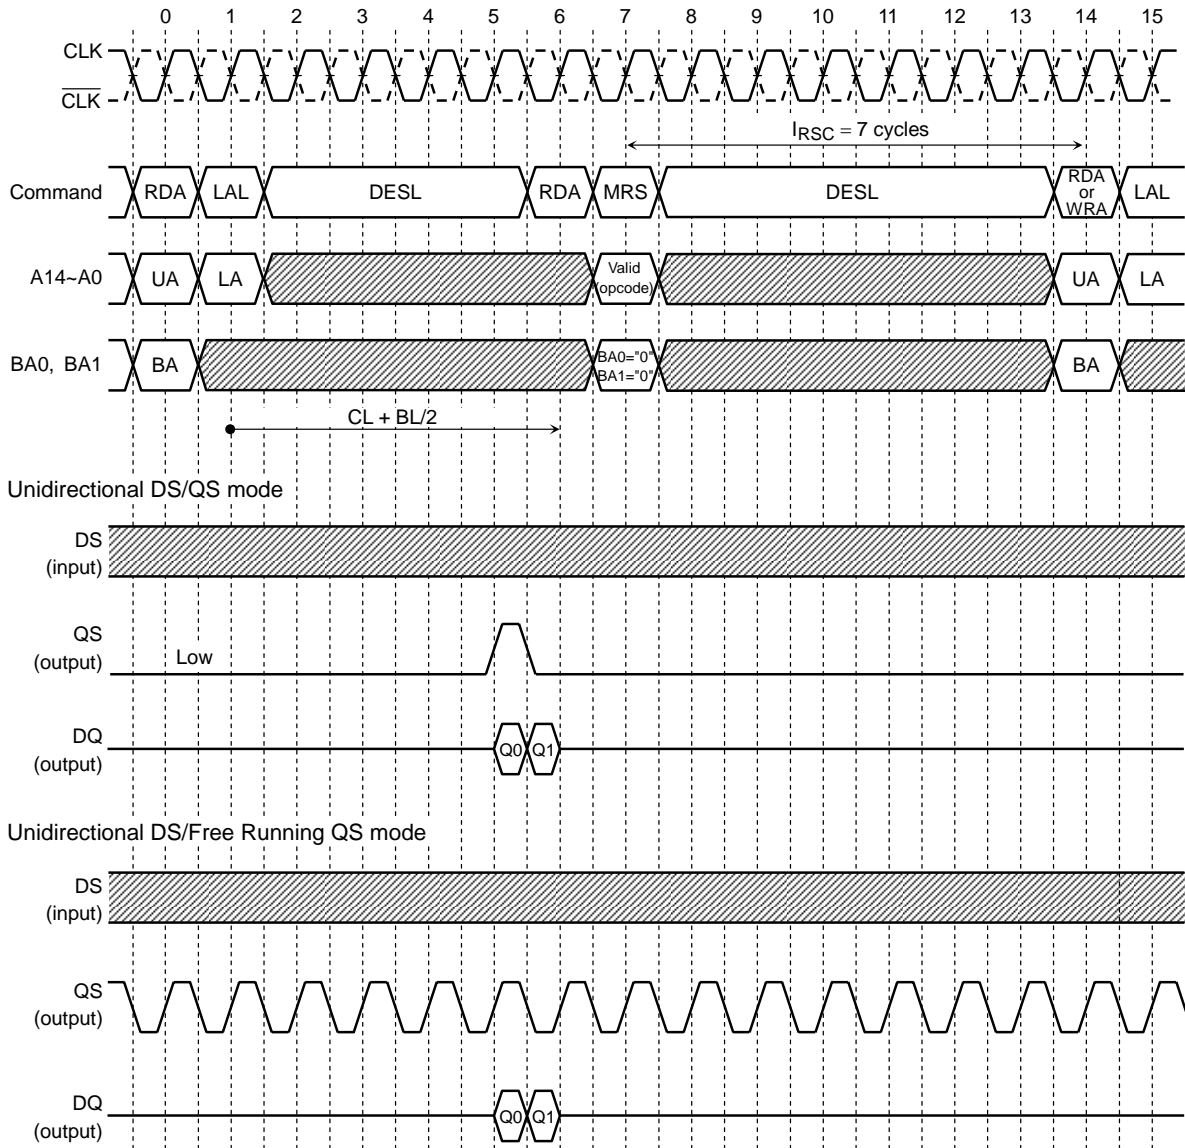 0 1 2 3 4 5 6 7 8 9 10 11 12 13 14 15
CLK
CLK
IRSC = 7 cycles
Command RDA LAL DESL RDA MRS DESL RDA or WRA LAL
A14~A0 UA LA Valid (opcode) UA LA
BA0, BA1 BA BA0="0" BA1="0" BA
CL + BL/2
Unidirectional DS/QS mode
DS
(input)
QS
(output)
Low
DQ
(output)
Q0 Q1
Unidirectional DS/Free Running QS mode
DS
(input)
QS
(output)
DQ
(output)
Q0 Q1